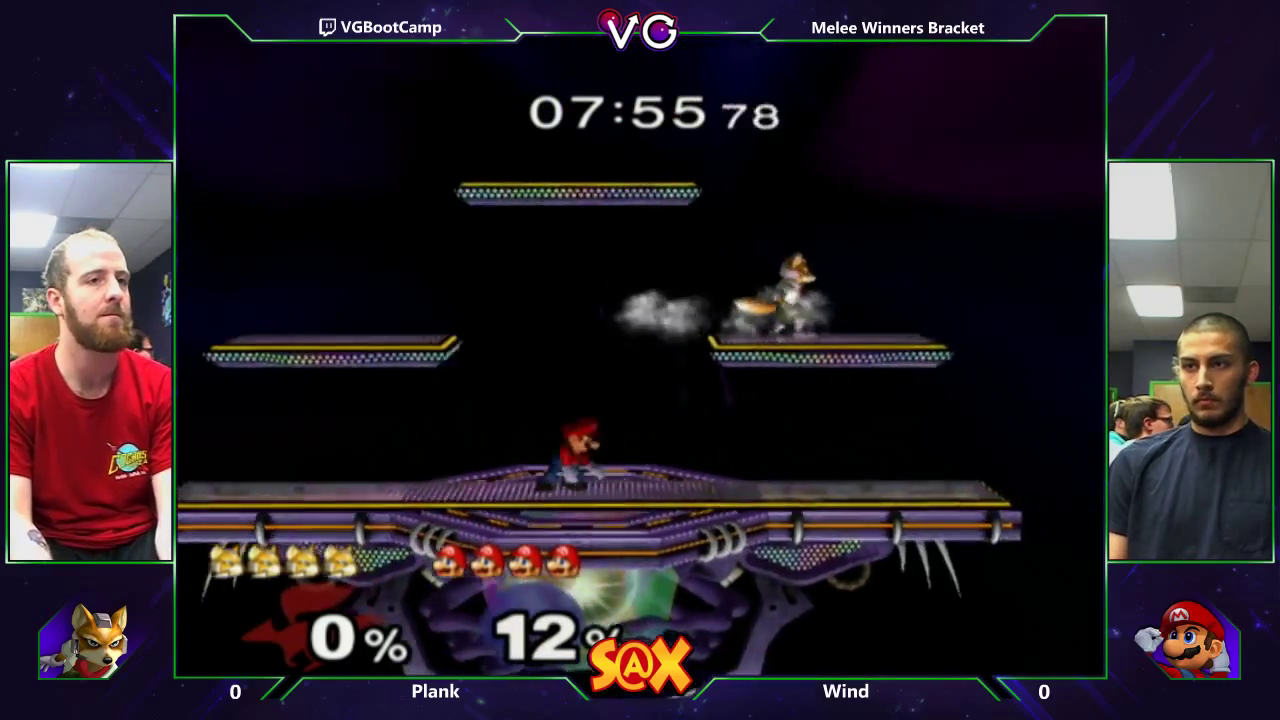 VGBootCamp
VG
Melee Winners Bracket
07:55 78
0%
12%
S@X
0
Plank
Wind
0